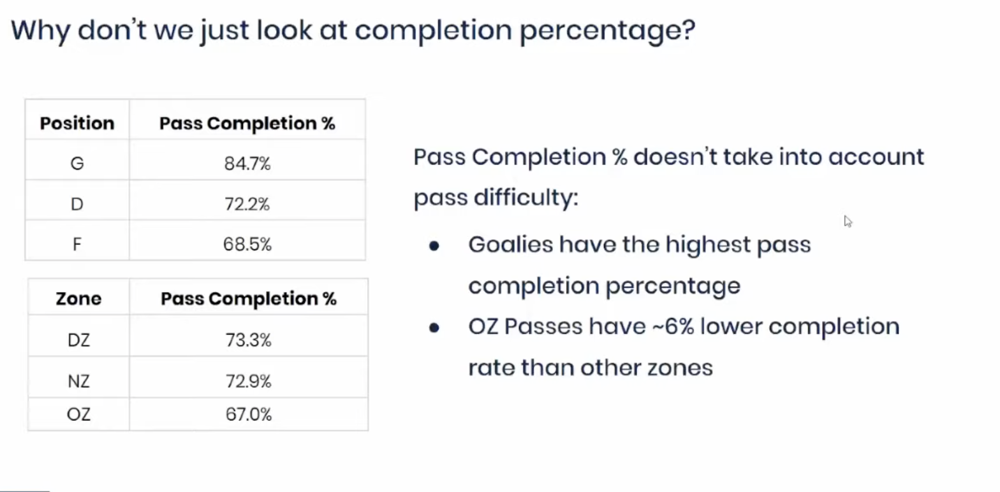 Why don't we just look at completion percentage?
Position Pass Completion %
G 84.7%
D 72.2%
F 68.5%
Zone Pass Completion %
DZ 73.3%
NZ 72.9%
OZ 67.0%
Pass Completion % doesn't take into account
pass difficulty:
● Goalies have the highest pass
completion percentage
● OZ Passes have ~6% lower completion
rate than other zones